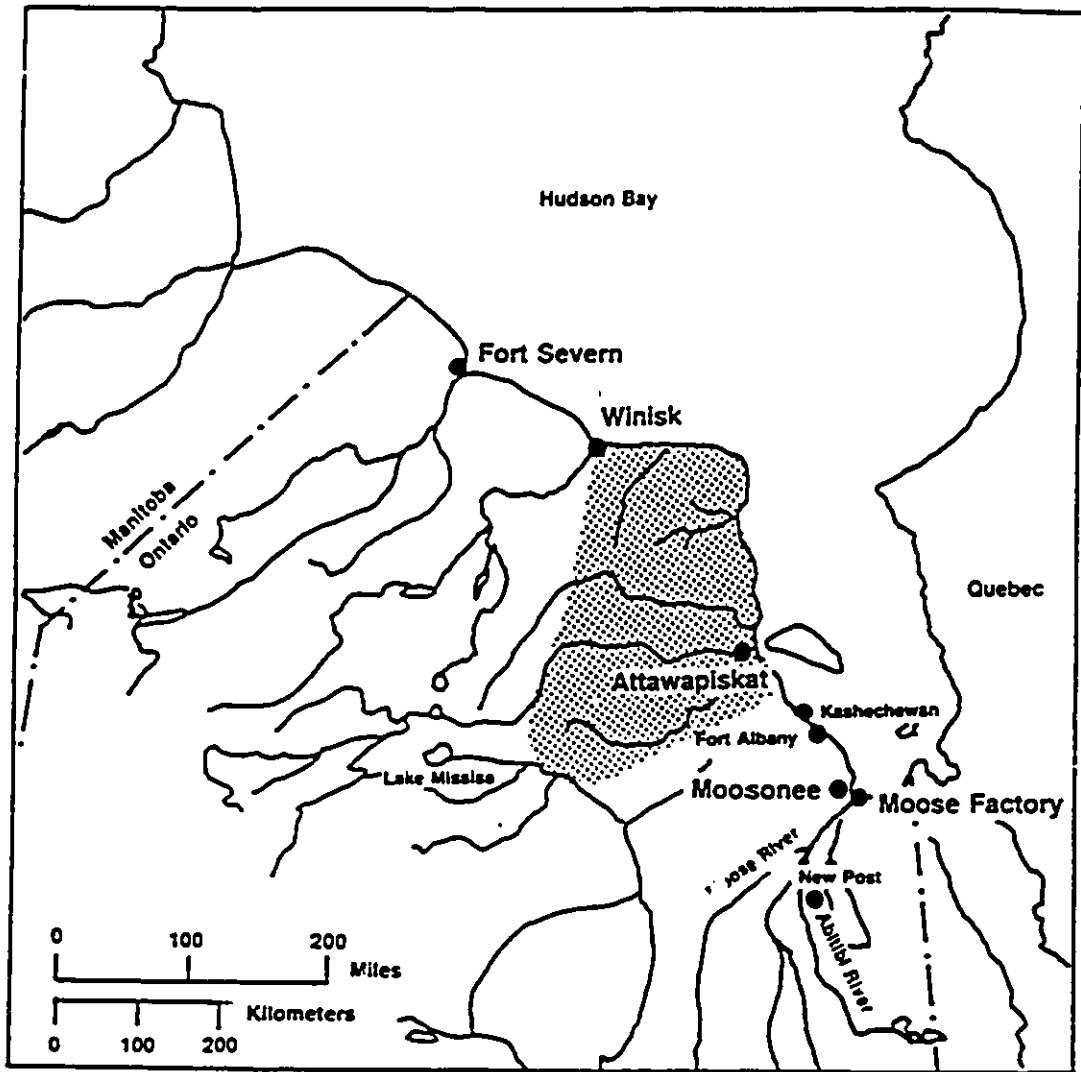 Hudson Bay
Fort Severn
Winisk
Manitoba
Ontario
Quebec
Attawapiskat
Kashechewan
Fort Albany
Lake Missisa
Moosonee
Moose Factory
River
New Post
Abitibi River
0 100 200
Miles
Kilometers
0 100 200